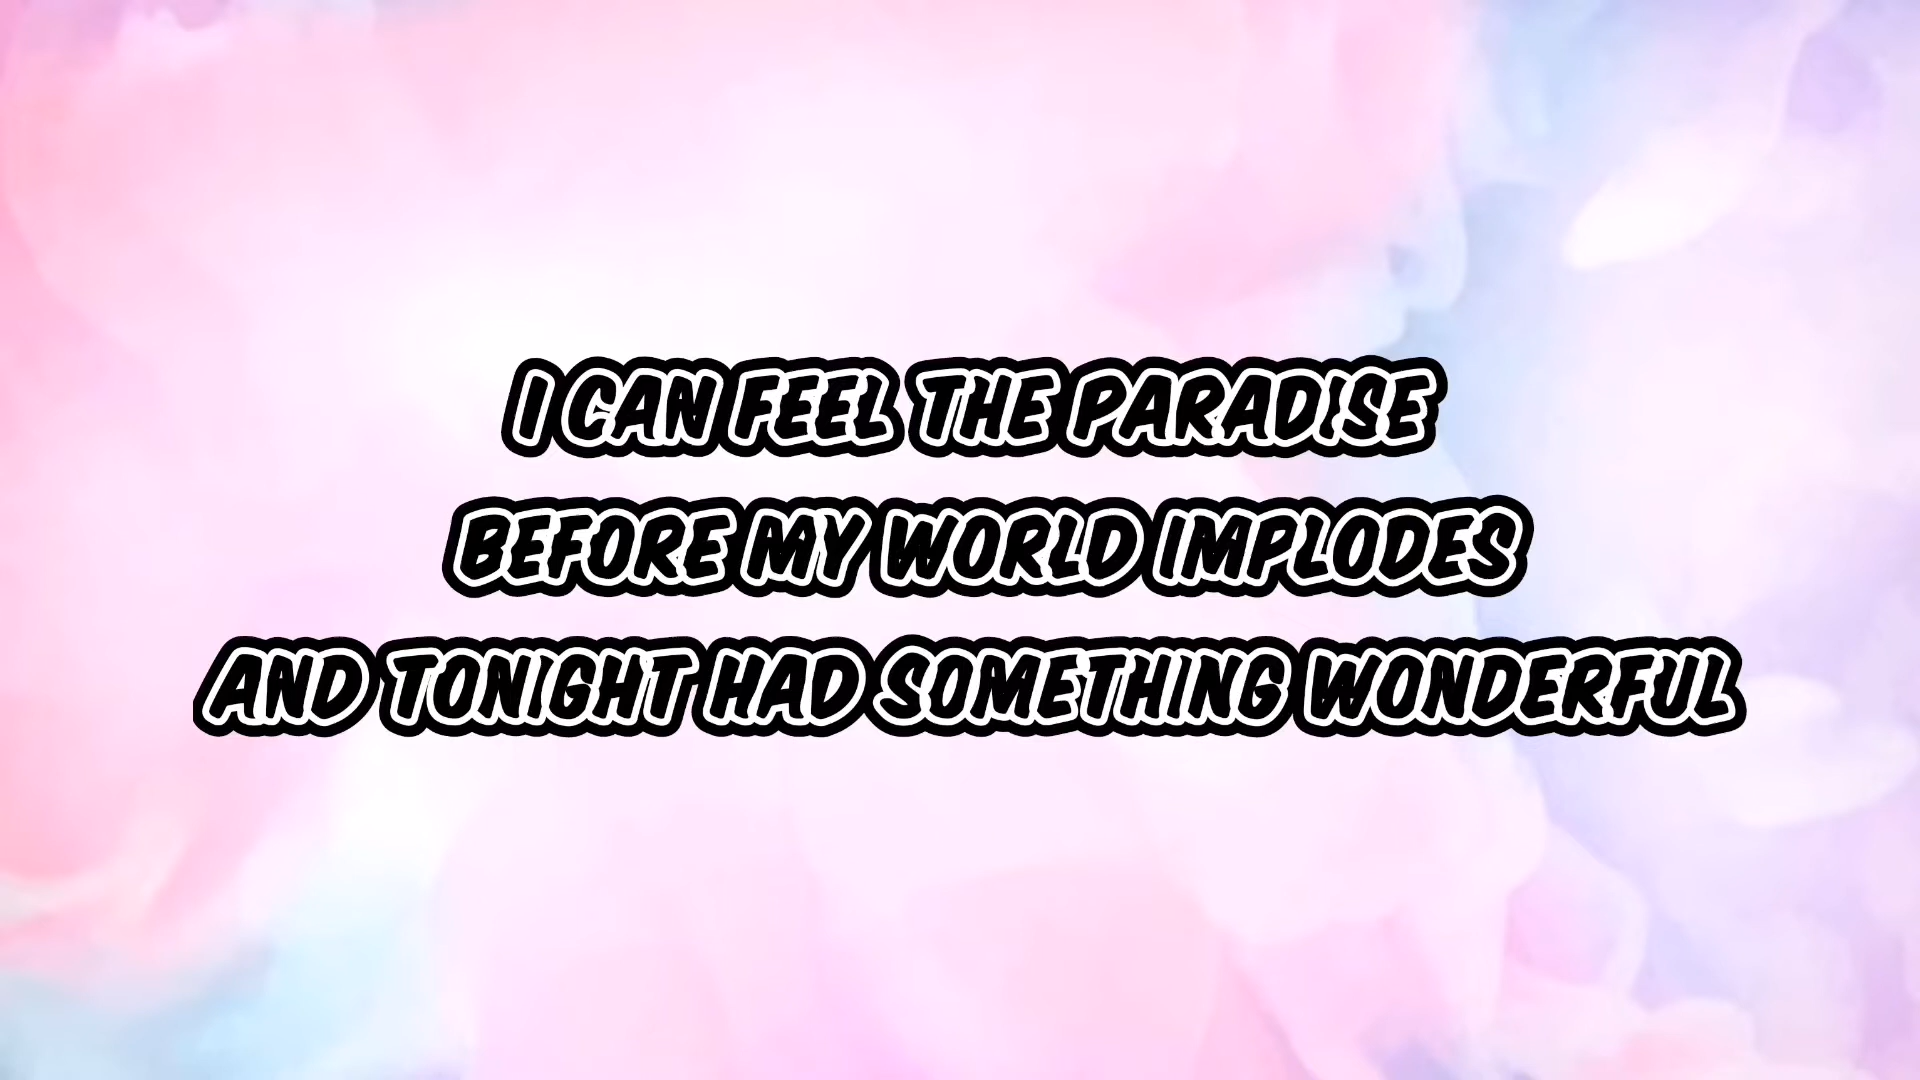 I CAN FEEL THE PARADISE
BEFORE MY WORLD IMPLODES
AND TONIGHT HAD SOMETHING WONDERFUL